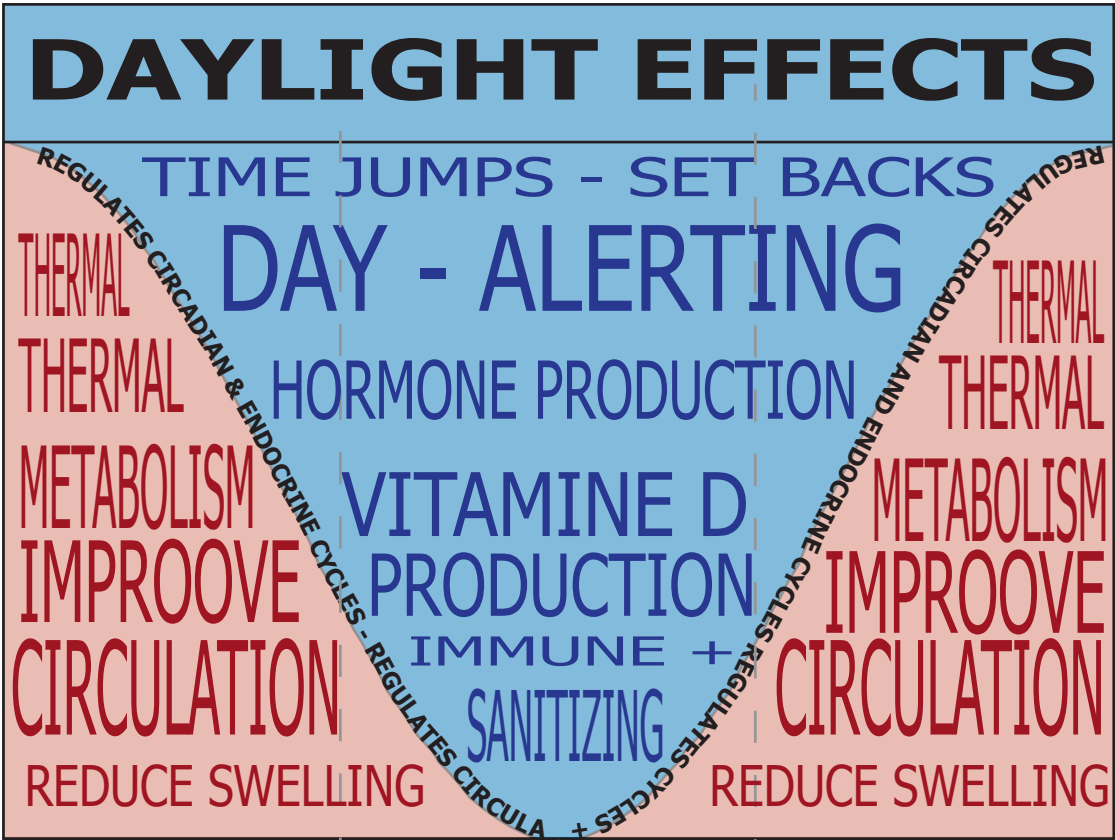 DAYLIGHT EFFECTS
TIME JUMPS - SET BACKS
DAY - ALERTING
HORMONE PRODUCTION
VITAMINE D
PRODUCTION
IMMUNE +
SANITIZING
REGULATES CIRCADIAN & ENDOCRINE CYCLES - REGULATES CIRCULA
+ CYCLES REGULATES CYCLES REGULATES CIRCADIAN AND ENDOCRINE CYCLES REGULATES
THERMAL
THERMAL
METABOLISM
IMPROOVE
CIRCULATION
REDUCE SWELLING
THERMAL
THERMAL
METABOLISM
IMPROOVE
CIRCULATION
REDUCE SWELLING